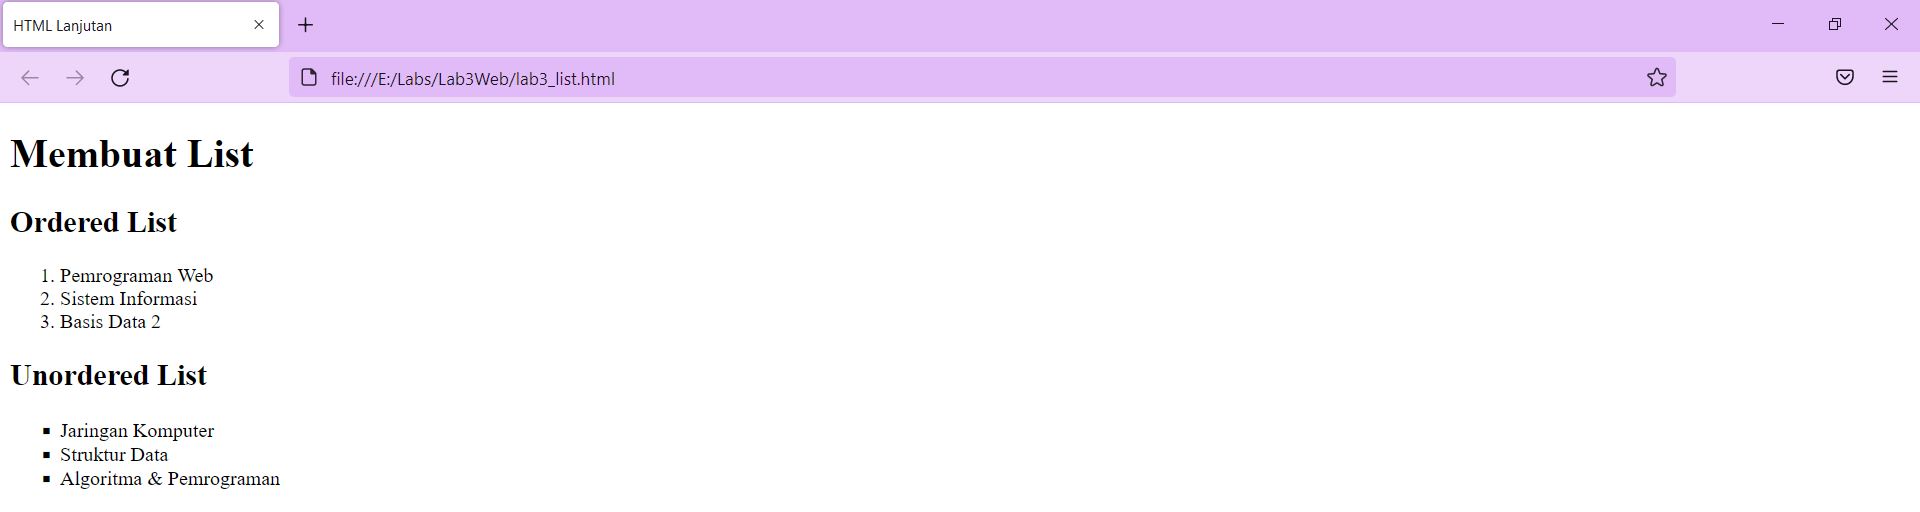 HTML Lanjutan
file:///E:/Labs/Lab3Web/lab3_list.html
Membuat List
Ordered List
1. Pemrograman Web
2. Sistem Informasi
3. Basis Data 2
Unordered List
▪ Jaringan Komputer
▪ Struktur Data
▪ Algoritma & Pemrograman